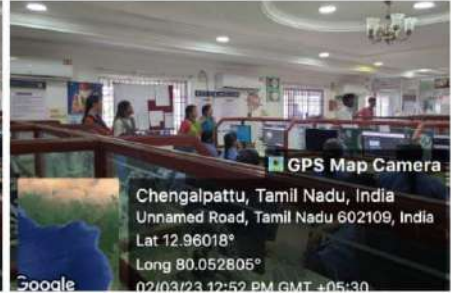 GPS Map Camera
Chengalpattu, Tamil Nadu, India
Unnamed Road, Tamil Nadu 602109, India
Lat 12.96018°
Long 80.052805°
02/03/23 12:52 PM GMT +05:30
Google